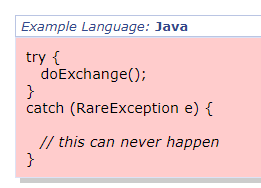 Example Language: Java
try {
doExchange();
}
catch (RareException e) {
// this can never happen
}